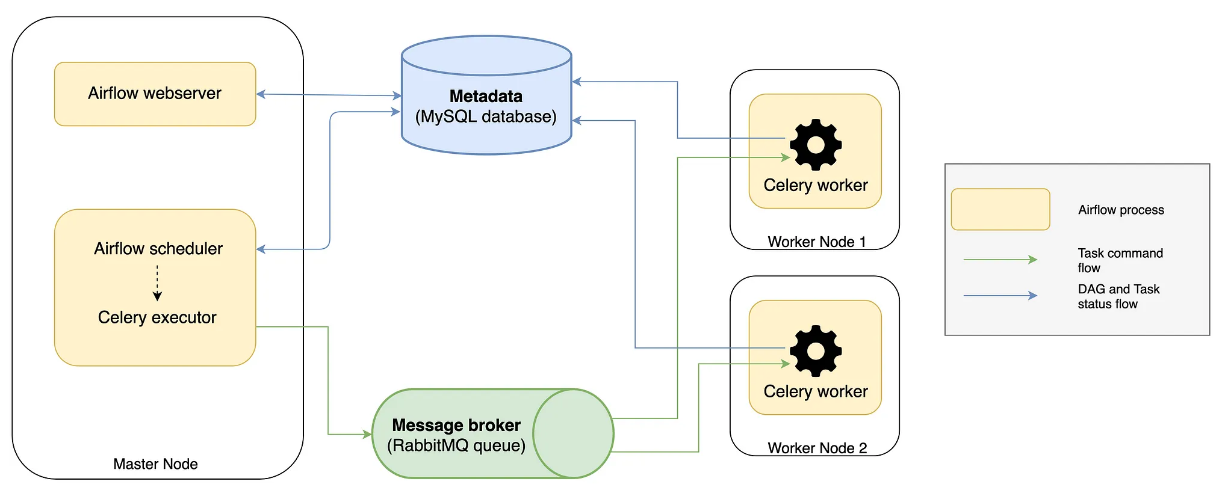 Airflow webserver
Airflow scheduler
Celery executor
Master Node
Metadata
(MySQL database)
Message broker
(RabbitMQ queue)
Celery worker
Worker Node 1
Celery worker
Worker Node 2
Airflow process
Task command
flow
DAG and Task
status flow